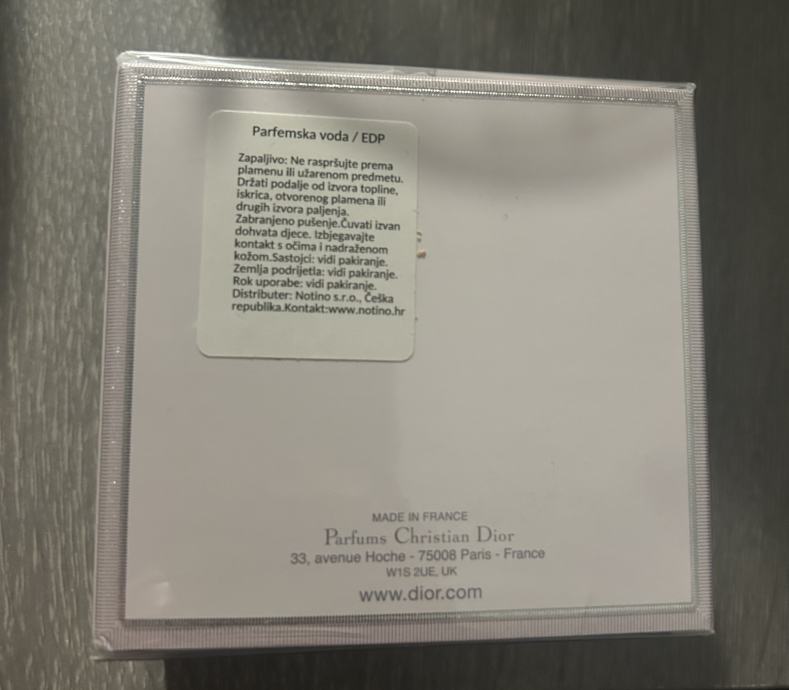 Parfemska voda / EDP
Zapaljivo: Ne raspršujte prema
plamenu ili užarenom predmetu.
Držati podalje od izvora topline,
iskrica, otvorenog plamena ili
drugih izvora paljenja.
Zabranjeno pušenje.Čuvati izvan
dohvata djece. Izbjegavajte
kontakt s očima i nadraženom
kožom.Sastojci: vidi pakiranje.
Zemlja podrijetla: vidi pakiranje.
Rok uporabe: vidi pakiranje.
Distributer: Notino s.r.o., Češka
republika.Kontakt:www.notino.hr
MADE IN FRANCE
Parfums Christian Dior
33, avenue Hoche - 75008 Paris - France
W1S 2UE, UK
www.dior.com